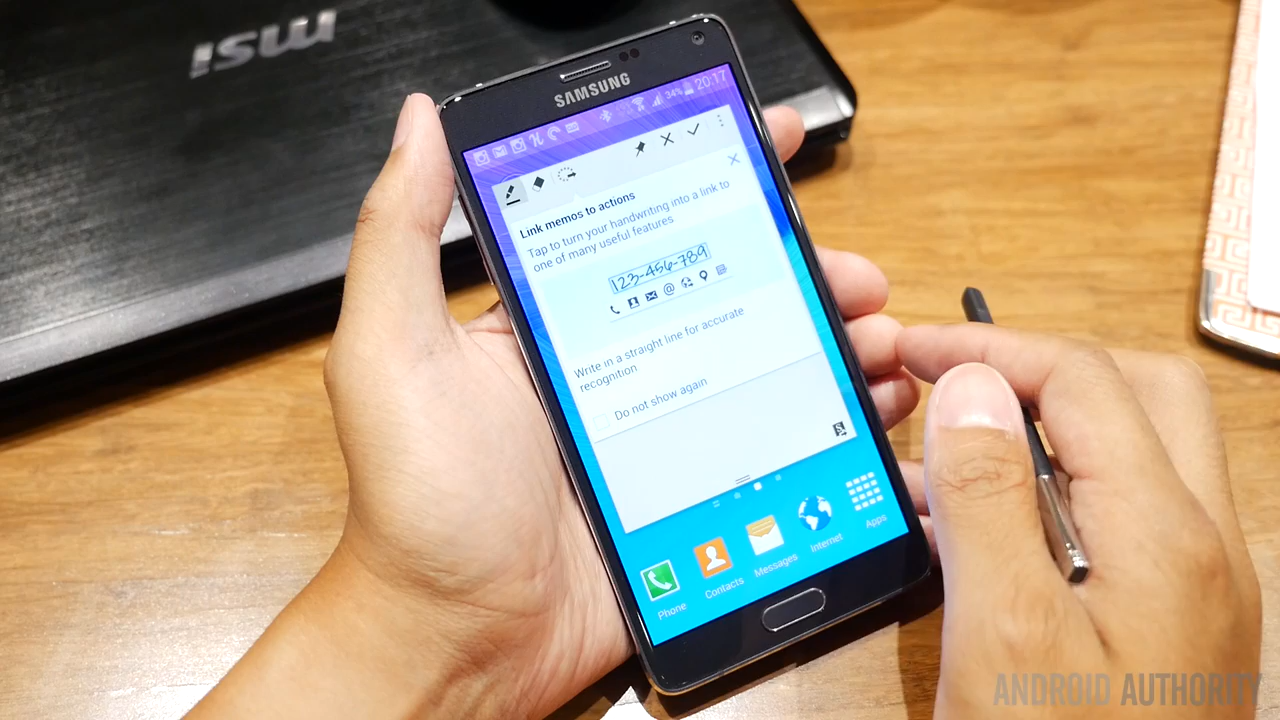 msi
SAMSUNG
34% 20:17
Link memos to actions
Tap to turn your handwriting into a link to
one of many useful features
123-456-789
Write in a straight line for accurate
recognition
Do not show again
Phone
Contacts
Messages
Internet
Apps
ANDROID AUTHORITY